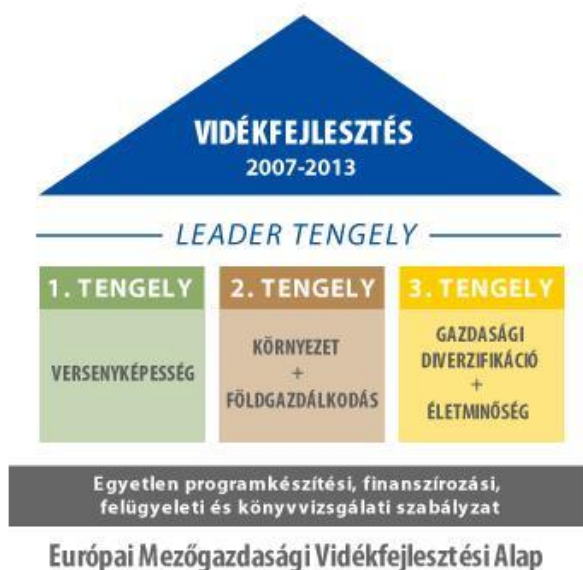 VIDÉKFEJLESZTÉS
2007-2013
LEADER TENGELY
1. TENGELY
VERSENYKÉPESSÉG
2. TENGELY
KÖRNYEZET
+
FÖLDGAZDÁLKODÁS
3. TENGELY
GAZDASÁGI
DIVERZIFIKÁCIÓ
+
ÉLETMINŐSÉG
Egyetlen programkészítési, finanszírozási,
felügyeleti és könyvvizsgálati szabályzat
Európai Mezőgazdasági Vidékfejlesztési Alap